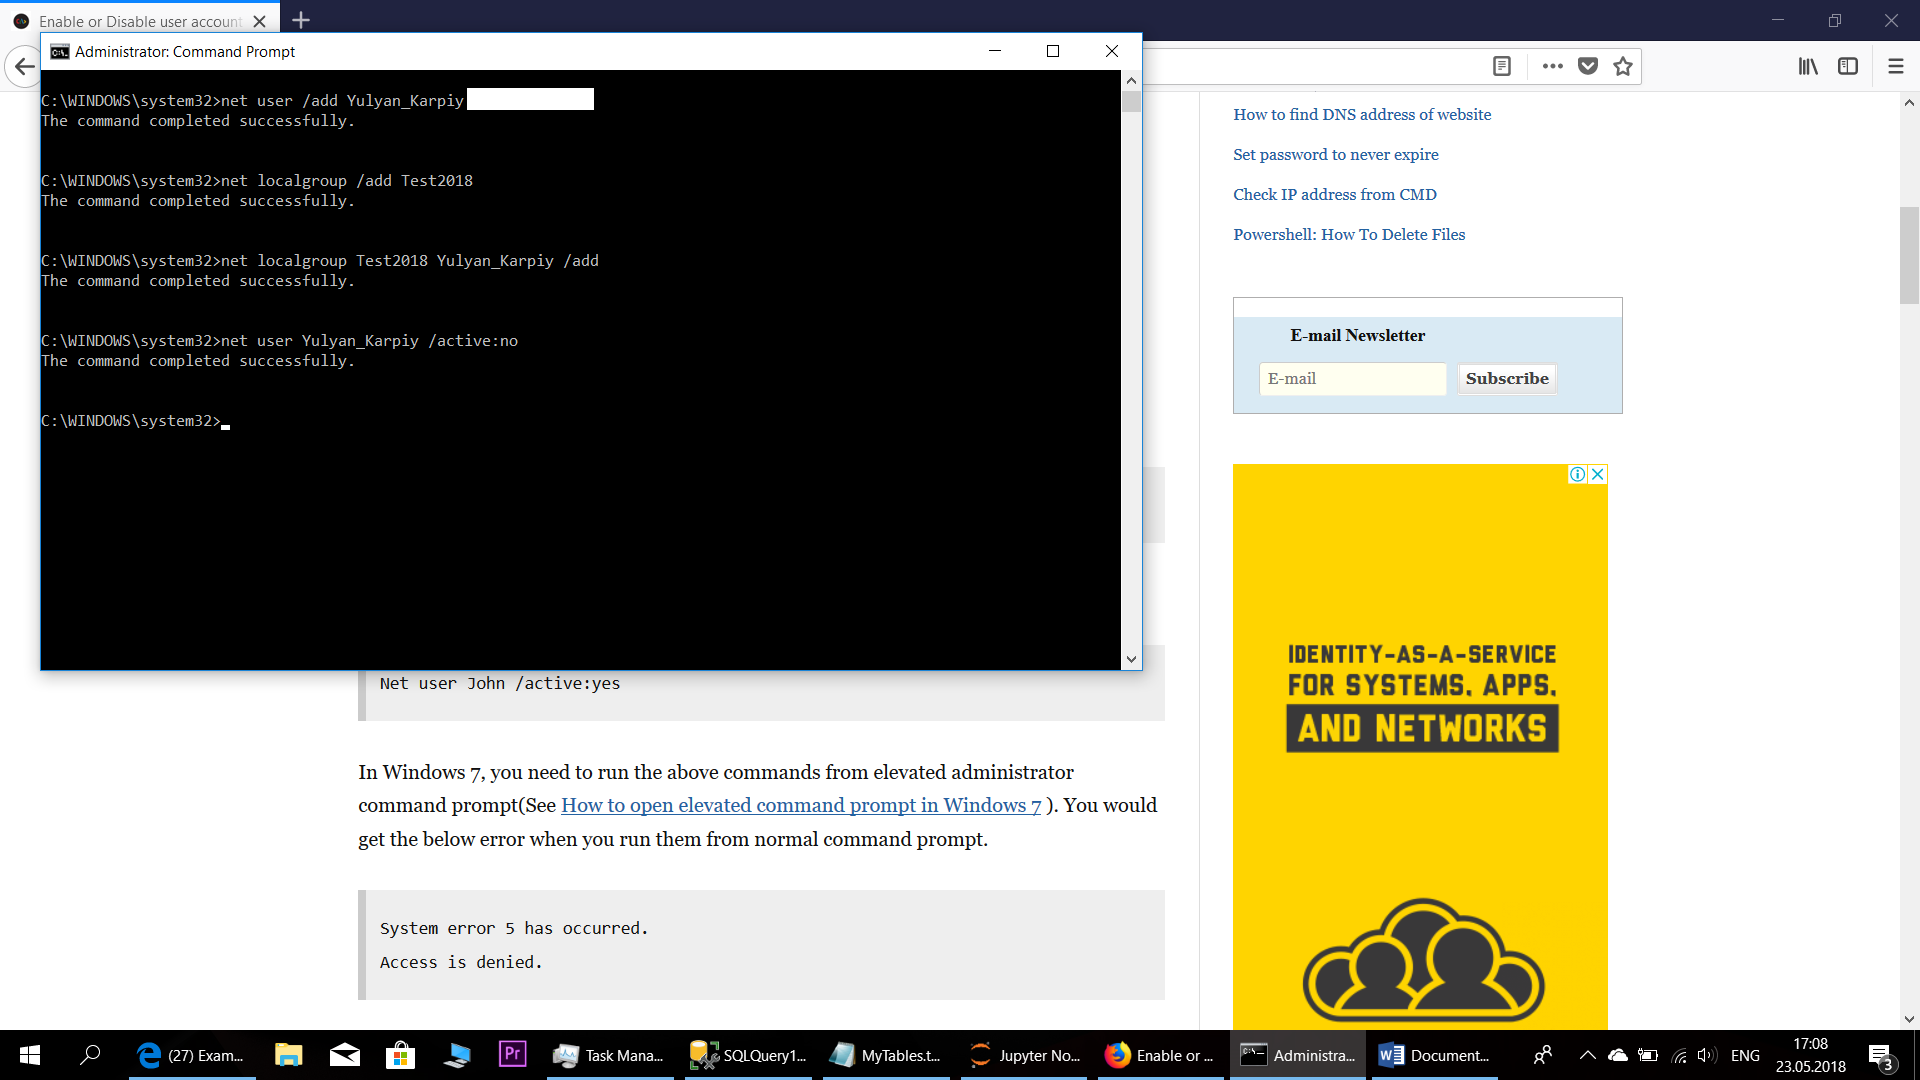 Enable or Disable user account
Administrator: Command Prompt
C:\WINDOWS\system32>net user /add Yulyan_Karpiy
The command completed successfully.
C:\WINDOWS\system32>net localgroup /add Test2018
The command completed successfully.
C:\WINDOWS\system32>net localgroup Test2018 Yulyan_Karpiy /add
The command completed successfully.
C:\WINDOWS\system32>net user Yulyan_Karpiy /active:no
The command completed successfully.
C:\WINDOWS\system32>
Net user John /active:yes
In Windows 7, you need to run the above commands from elevated administrator
command prompt(See How to open elevated command prompt in Windows 7 ). You would
get the below error when you run them from normal command prompt.
System error 5 has occurred.
Access is denied.
How to find DNS address of website
Set password to never expire
Check IP address from CMD
Powershell: How To Delete Files
E-mail Newsletter
E-mail Subscribe
IDENTITY-AS-A-SERVICE
FOR SYSTEMS, APPS,
AND NETWORKS
(27) Exam...
Pr
Task Mana...
SQLQuery1...
MyTables.t...
Jupyter No...
Enable or ...
Administra...
Document...
ENG
17:08
23.05.2018
3